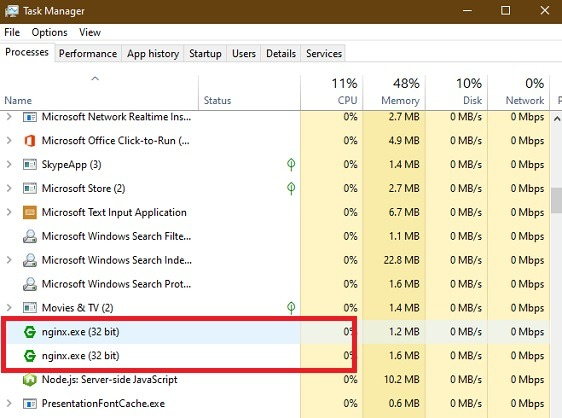 Task Manager
File Options View
Processes Performance App history Startup Users Details Services
11% 48% 10% 0%
Name Status CPU Memory Disk Network
Microsoft Network Realtime Ins... 0% 2.7 MB 0 MB/s 0 Mbps
Microsoft Office Click-to-Run (... 0% 4.9 MB 0 MB/s 0 Mbps
SkypeApp (3) 0% 1.4 MB 0 MB/s 0 Mbps
Microsoft Store (2) 0% 2.7 MB 0 MB/s 0 Mbps
Microsoft Text Input Application 0% 6.7 MB 0 MB/s 0 Mbps
Microsoft Windows Search Filte... 0% 1.1 MB 0 MB/s 0 Mbps
Microsoft Windows Search Inde... 0% 22.8 MB 0 MB/s 0 Mbps
Microsoft Windows Search Prot... 0% 1.6 MB 0 MB/s 0 Mbps
Movies & TV (2) 0% 1.4 MB 0 MB/s 0 Mbps
nginx.exe (32 bit) 0% 1.2 MB 0 MB/s 0 Mbps
nginx.exe (32 bit) 0% 1.6 MB 0 MB/s 0 Mbps
Node.js: Server-side JavaScript 0% 10.2 MB 0 MB/s 0 Mbps
PresentationFontCache.exe 0% 0.6 MB 0 MB/s 0 Mbps